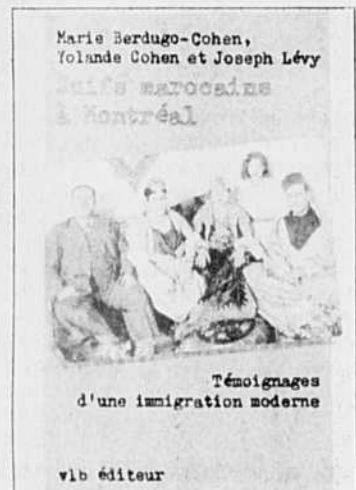 Marie Berdugo-Cohen,
Yolande Cohen et Joseph Lévy
Juifs marocains
à Montréal
Témoignages
d'une immigration moderne
vlb éditeur